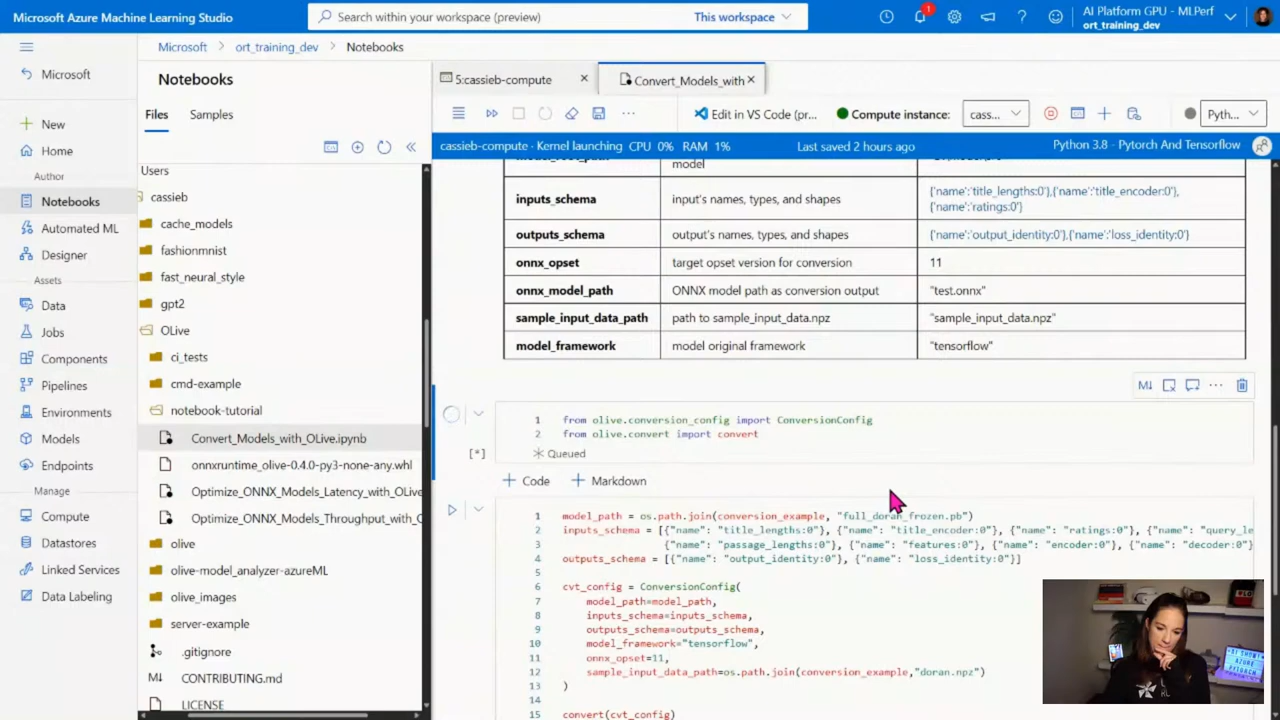 Microsoft Azure Machine Learning Studio
Search within your workspace (preview)
This workspace
1
AI Platform GPU - MLPerf
ort_training_dev
Microsoft
ort_training_dev
Notebooks
Microsoft
New
Home
Author
Notebooks
Automated ML
Designer
Assets
Data
Jobs
Components
Pipelines
Environments
Models
Endpoints
Manage
Compute
Datastores
Linked Services
Data Labeling
Notebooks
Files
Samples
Users
cassieb
cache_models
fashionmnist
fast_neural_style
gpt2
OLive
ci_tests
cmd-example
notebook-tutorial
Convert_Models_with_OLive.ipynb
onnxruntime_olive-0.4.0-py3-none-any.whl
Optimize_ONNX_Models_Latency_with_OLive
Optimize_ONNX_Models_Throughput_with_O
olive
olive-model_analyzer-azureML
olive_images
server-example
.gitignore
CONTRIBUTING.md
LICENSE
5:cassieb-compute
Convert_Models_with
Edit in VS Code (pr...
Compute instance:
cass...
Pyth...
cassieb-compute · Kernel launching CPU 0% RAM 1%
Last saved 2 hours ago
Python 3.8 - Pytorch And Tensorflow
model
inputs_schema
input's names, types, and shapes
{'name':'title_lengths:0'},{'name':'title_encoder:0'},
{'name':'ratings:0'}
outputs_schema
output's names, types, and shapes
{'name':'output_identity:0'},{'name':'loss_identity:0'}
onnx_opset
target opset version for conversion
11
onnx_model_path
ONNX model path as conversion output
"test.onnx"
sample_input_data_path
path to sample_input_data.npz
"sample_input_data.npz"
model_framework
model original framework
"tensorflow"
M↓
1 from olive.conversion_config import ConversionConfig
2 from olive.convert import convert
[*]
Queued
Code
Markdown
1 model_path = os.path.join(conversion_example, "full_doran_frozen.pb")
2 inputs_schema = [{"name": "title_lengths:0"}, {"name": "title_encoder:0"}, {"name": "ratings:0"}, {"name": "query_le
3 {"name": "passage_lengths:0"}, {"name": "features:0"}, {"name": "encoder:0"}, {"name": "decoder:0"}
4 outputs_schema = [{"name": "output_identity:0"}, {"name": "loss_identity:0"}]
5
6 cvt_config = ConversionConfig(
7 model_path=model_path,
8 inputs_schema=inputs_schema,
9 outputs_schema=outputs_schema,
10 model_framework="tensorflow",
11 onnx_opset=11,
12 sample_input_data_path=os.path.join(conversion_example,"doran.npz")
13 )
14
15 convert(cvt_config)